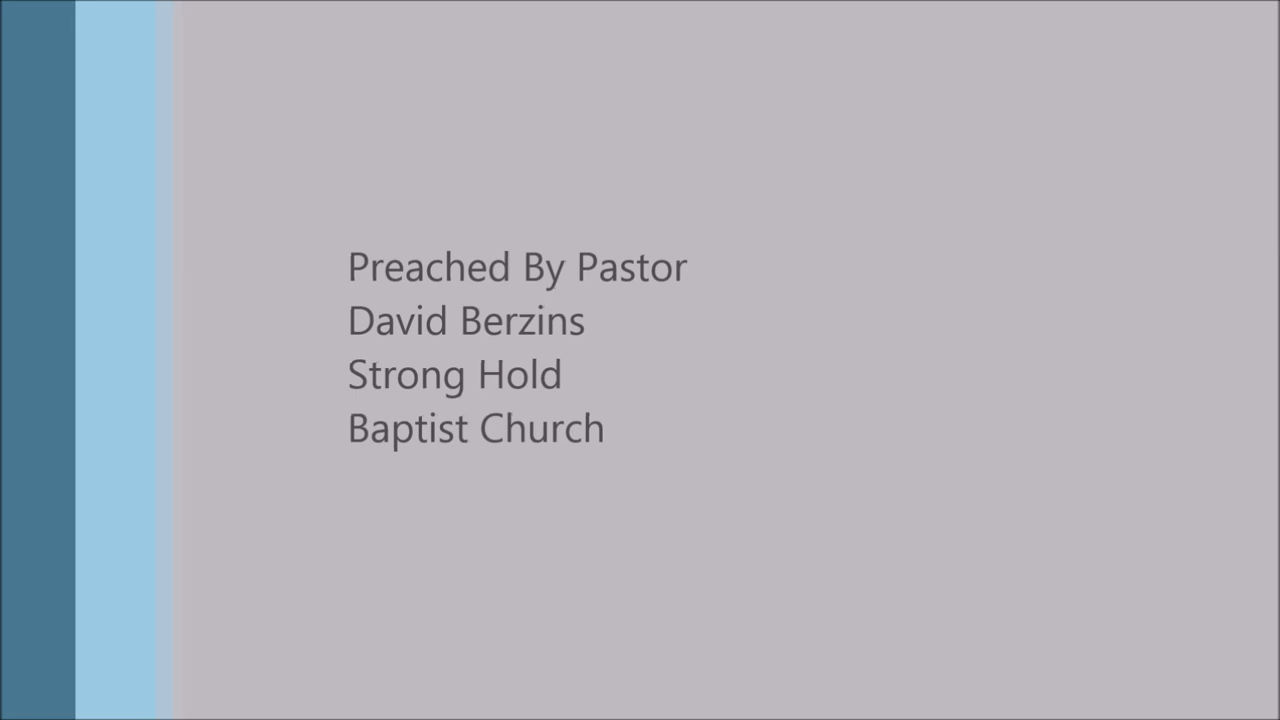 Preached By Pastor
David Berzins
Strong Hold
Baptist Church